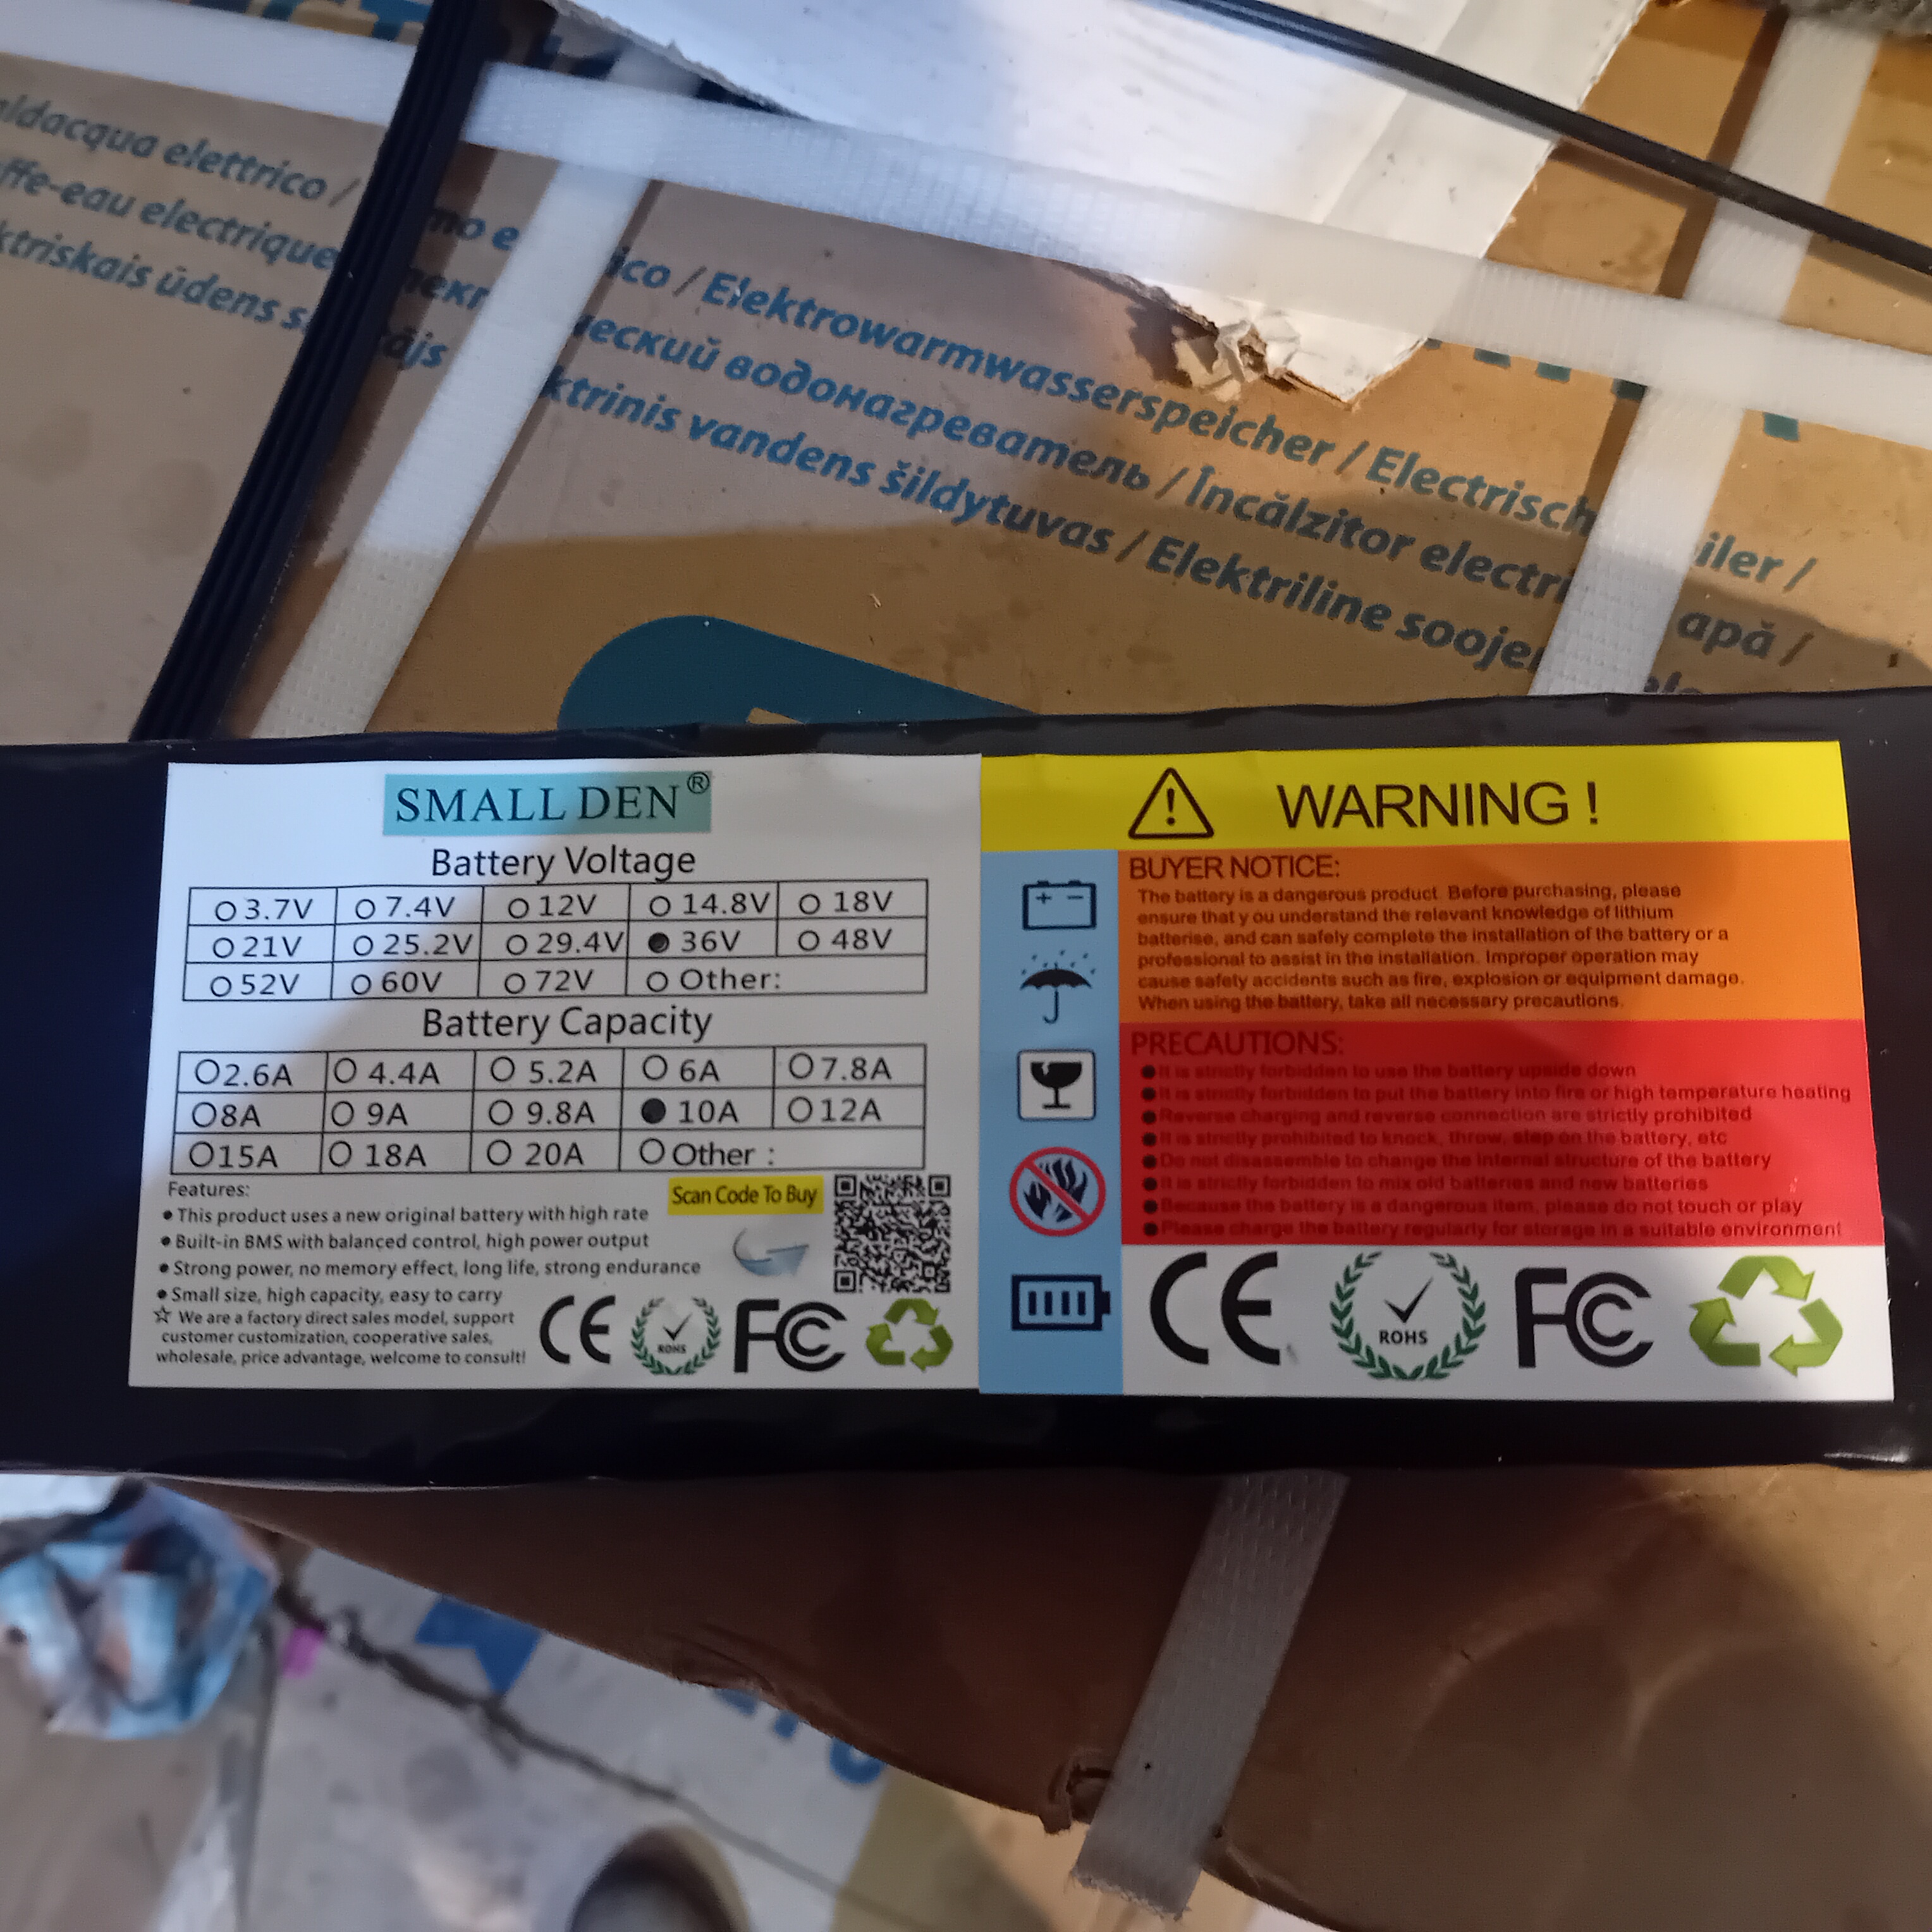 ldacqua elettrico /
ico / Elektrowarmwasserspeicher / Electrisch iler /
ffe-eau electrique
ческий водонагреватель / Încălzitor electri apă /
ktriskais ūdens s ājs
ktrinis vandens šildytuvas / Elektriline sooje
SMALL DEN®
Battery Voltage
3.7V 7.4V 12V 14.8V 18V
21V 25.2V 29.4V 36V 48V
52V 60V 72V Other:
Battery Capacity
2.6A 4.4A 5.2A 6A 7.8A
8A 9A 9.8A 10A 12A
15A 18A 20A Other :
Features:
Scan Code To Buy
• This product uses a new original battery with high rate
• Built-in BMS with balanced control, high power output
• Strong power, no memory effect, long life, strong endurance
• Small size, high capacity, easy to carry
☆ We are a factory direct sales model, support
customer customization, cooperative sales,
wholesale, price advantage, welcome to consult!
CE ROHS FC
WARNING !
BUYER NOTICE:
The battery is a dangerous product. Before purchasing, please
ensure that y ou understand the relevant knowledge of lithium
batterise, and can safely complete the installation of the battery or a
professional to assist in the installation. Improper operation may
cause safety accidents such as fire, explosion or equipment damage.
When using the battery, take all necessary precautions.
PRECAUTIONS:
●It is strictly forbidden to use the battery upside down
●It is strictly forbidden to put the battery into fire or high temperature heating
●Reverse charging and reverse connection are strictly prohibited
●It is strictly prohibited to knock, throw, step on the battery, etc
●Do not disassemble to change the internal structure of the battery
●It is strictly forbidden to mix old batteries and new batteries
●Because the battery is a dangerous item, please do not touch or play
●Please charge the battery regularly for storage in a suitable environment
CE ROHS FC